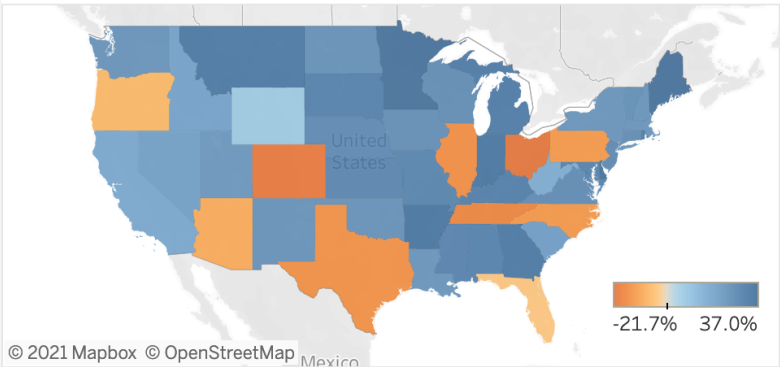 United
States
-21.7% 37.0%
© 2021 Mapbox © OpenStreetMap
Mexico